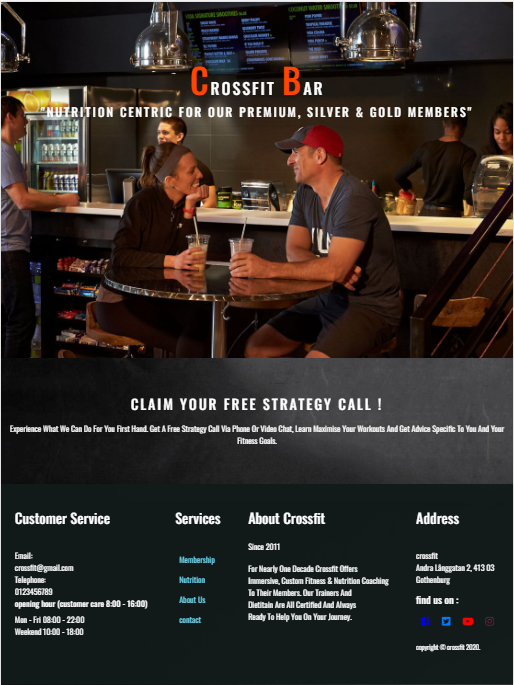 VITAL SIGNATURE SMOOTHIES
Crossfit Bar
"NUTRITION CENTRIC FOR OUR PREMIUM, SILVER & GOLD MEMBERS"
CLAIM YOUR FREE STRATEGY CALL !
Experience What We Can Do For You First Hand. Get A Free Strategy Call Via Phone Or Video Chat, Learn Maximise Your Workouts And Get Advice Specific To You And Your
Fitness Goals.
Customer Service
Email:
crossfit@gmail.com
Telephone:
0123456789
opening hour (customer care 8:00 - 16:00)
Mon - Fri 08:00 - 22:00
Weekend 10:00 - 18:00
Services
Membership
Nutrition
About Us
contact
About Crossfit
Since 2011
For Nearly One Decade Crossfit Offers
Immersive, Custom Fitness & Nutrition Coaching
To Their Members. Our Trainers And
Dietitain Are All Certified And Always
Ready To Help You On Your Journey.
Address
crossfit
Andra Långgatan 2, 413 03
Gothenburg
find us on :
copyright © crossfit 2020.